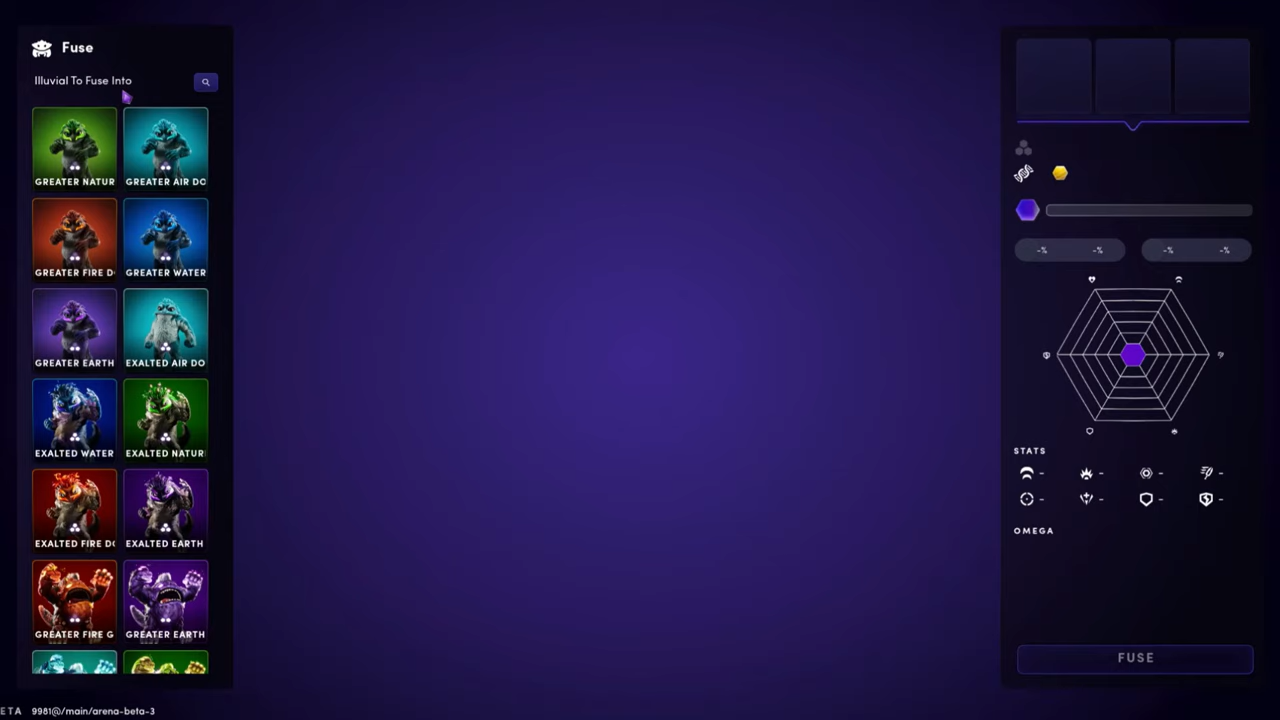 Fuse
Illuvial To Fuse Into
GREATER NATUR
GREATER AIR DO
GREATER FIRE D
GREATER WATER
GREATER EARTH
EXALTED AIR DO
EXALTED WATER
EXALTED NATUR
EXALTED FIRE DO
EXALTED EARTH
GREATER FIRE G
GREATER EARTH
-% -% -% -%
STATS
- - - -
- - - -
OMEGA
FUSE
ETA 9981@/main/arena-beta-3